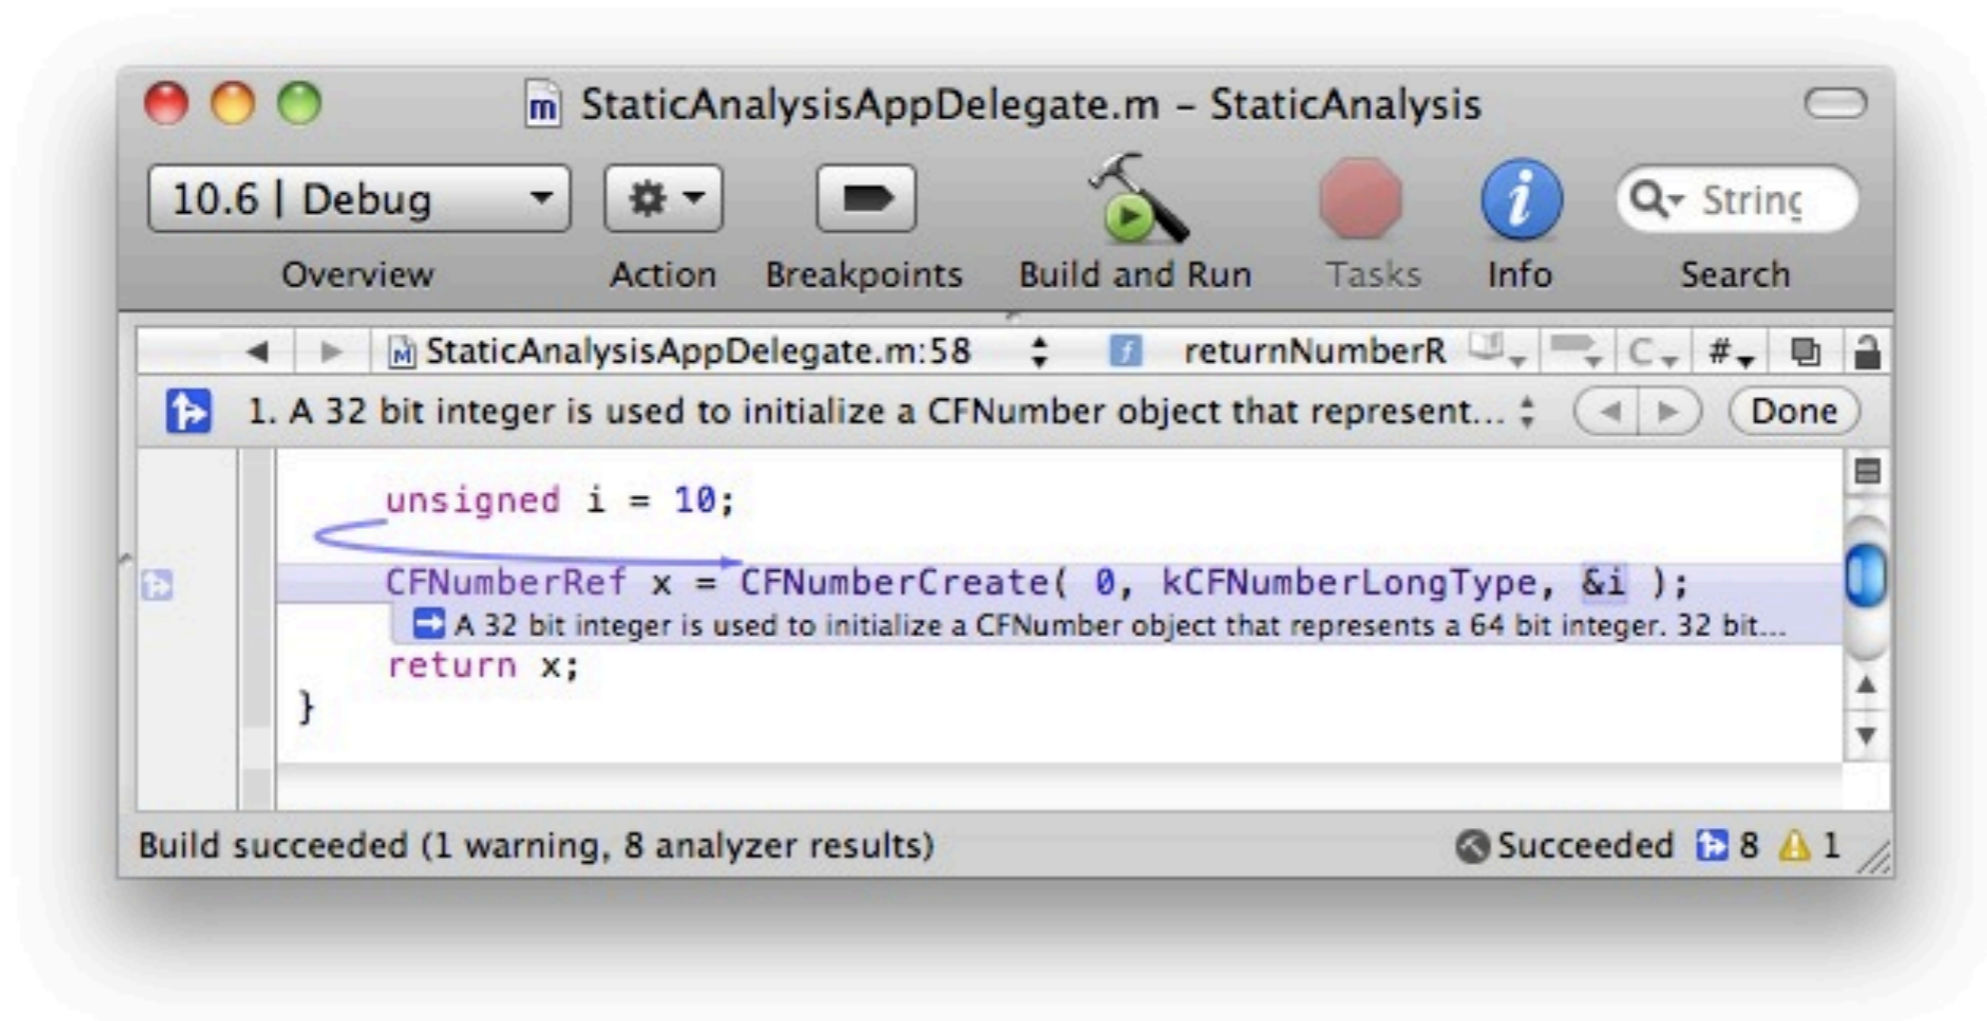 m StaticAnalysisAppDelegate.m – StaticAnalysis
10.6 | Debug
String
Overview Action Breakpoints Build and Run Tasks Info Search
M StaticAnalysisAppDelegate.m:58 f returnNumberR C #
1. A 32 bit integer is used to initialize a CFNumber object that represent... Done
unsigned i = 10;
CFNumberRef x = CFNumberCreate( 0, kCFNumberLongType, &i );
A 32 bit integer is used to initialize a CFNumber object that represents a 64 bit integer. 32 bit...
return x;
}
Build succeeded (1 warning, 8 analyzer results) Succeeded 8 1